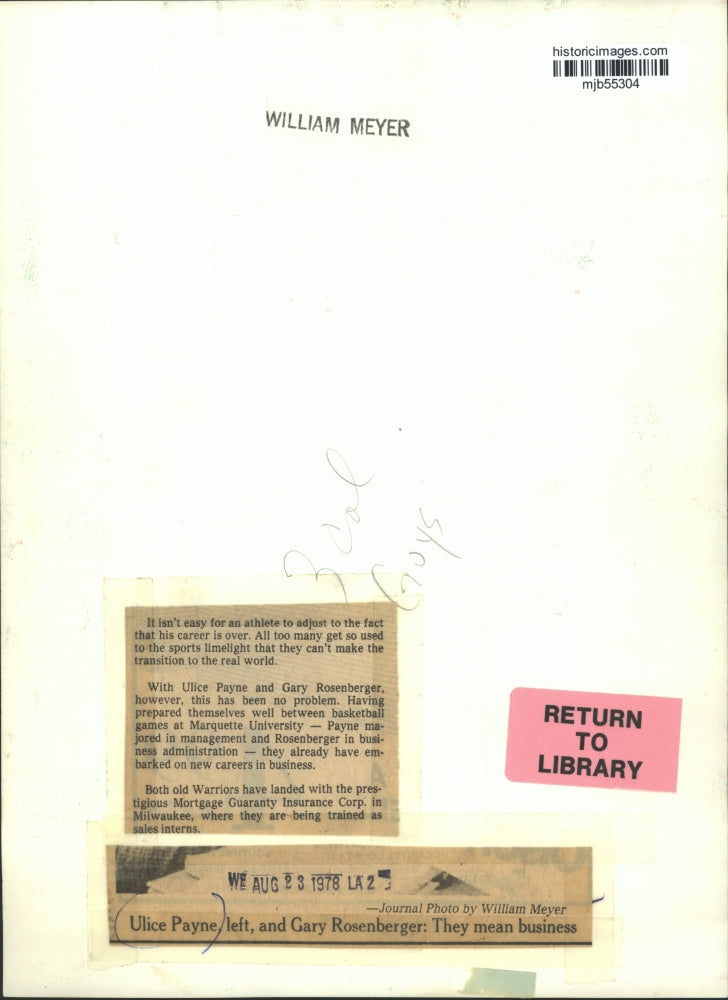 historicimages.com
mjb55304
WILLIAM MEYER
3 col
Guys
It isn't easy for an athlete to adjust to the fact
that his career is over. All too many get so used
to the sports limelight that they can't make the
transition to the real world.
With Ulice Payne and Gary Rosenberger,
however, this has been no problem. Having
prepared themselves well between basketball
games at Marquette University — Payne ma-
jored in management and Rosenberger in busi-
ness administration — they already have em-
barked on new careers in business.
Both old Warriors have landed with the pres-
tigious Mortgage Guaranty Insurance Corp. in
Milwaukee, where they are being trained as
sales interns.
RETURN
TO
LIBRARY
WE AUG 23 1978 LA 2
—Journal Photo by William Meyer
Ulice Payne, left, and Gary Rosenberger: They mean business